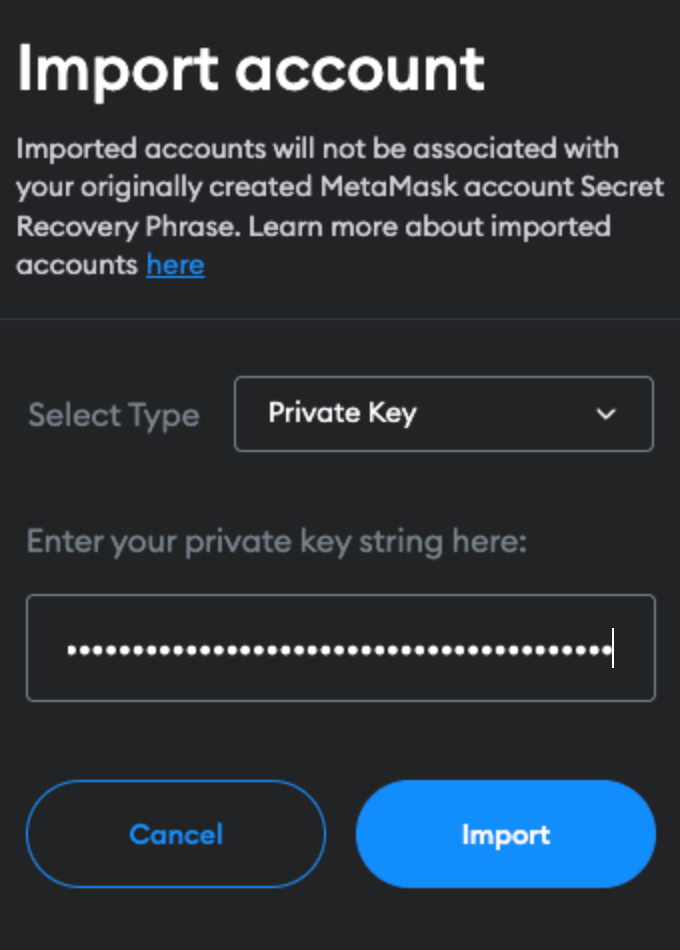 Import account
Imported accounts will not be associated with
your originally created MetaMask account Secret
Recovery Phrase. Learn more about imported
accounts here
Select Type
Private Key
Enter your private key string here:
•••••••••••••••••••••••••••••••••••••••••
Cancel
Import